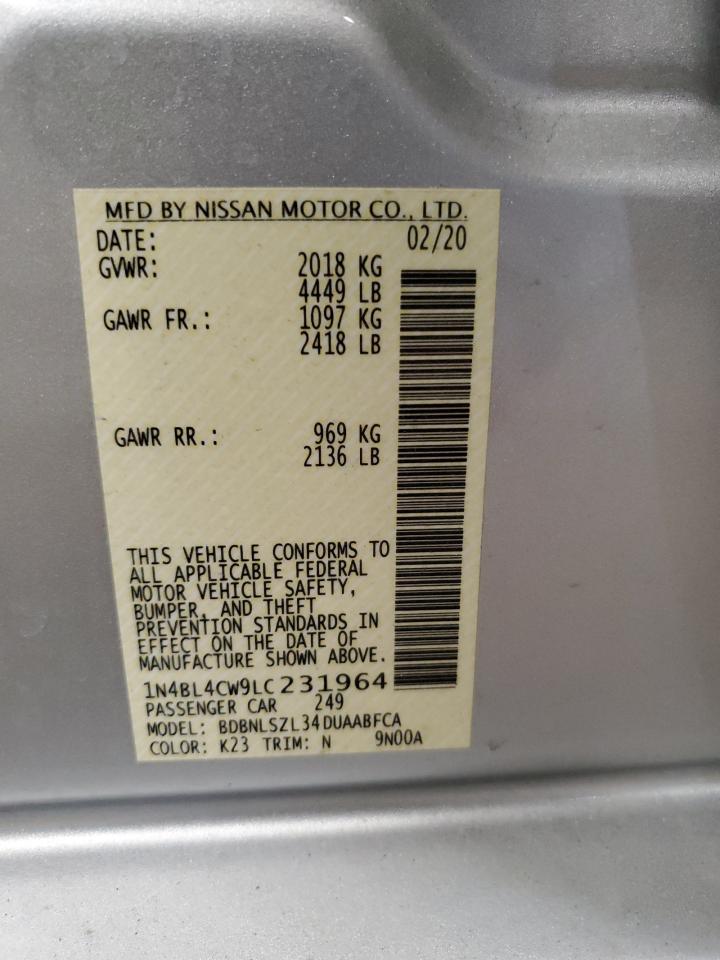 MFD BY NISSAN MOTOR CO., LTD.
DATE: 02/20
GVWR: 2018 KG
4449 LB
GAWR FR.: 1097 KG
2418 LB
GAWR RR.: 969 KG
2136 LB
THIS VEHICLE CONFORMS TO
ALL APPLICABLE FEDERAL
MOTOR VEHICLE SAFETY,
BUMPER, AND THEFT
PREVENTION STANDARDS IN
EFFECT ON THE DATE OF
MANUFACTURE SHOWN ABOVE.
1N4BL4CW9LC231964
PASSENGER CAR 249
MODEL: BDBNLSZL34DUAABFCA
COLOR: K23 TRIM: N 9N00A